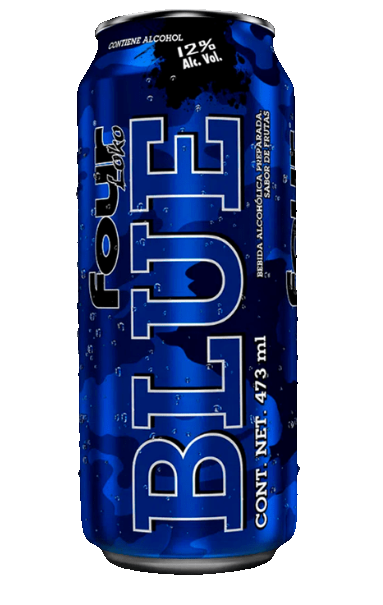 CONTIENE ALCOHOL
12%
Alc. Vol.
four
Loko
BLUE
BEBIDA ALCOHÓLICA PREPARADA,
SABOR DE FRUTAS
CONT. NET. 473 ml